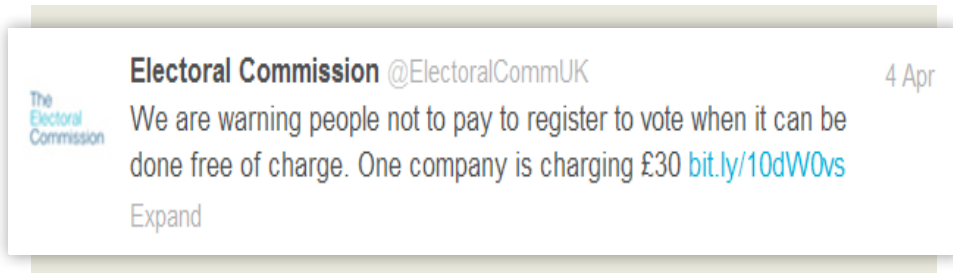 Electoral Commission @ElectoralCommUK 4 Apr
The
Electoral
Commission
We are warning people not to pay to register to vote when it can be
done free of charge. One company is charging £30 bit.ly/10dW0vs
Expand